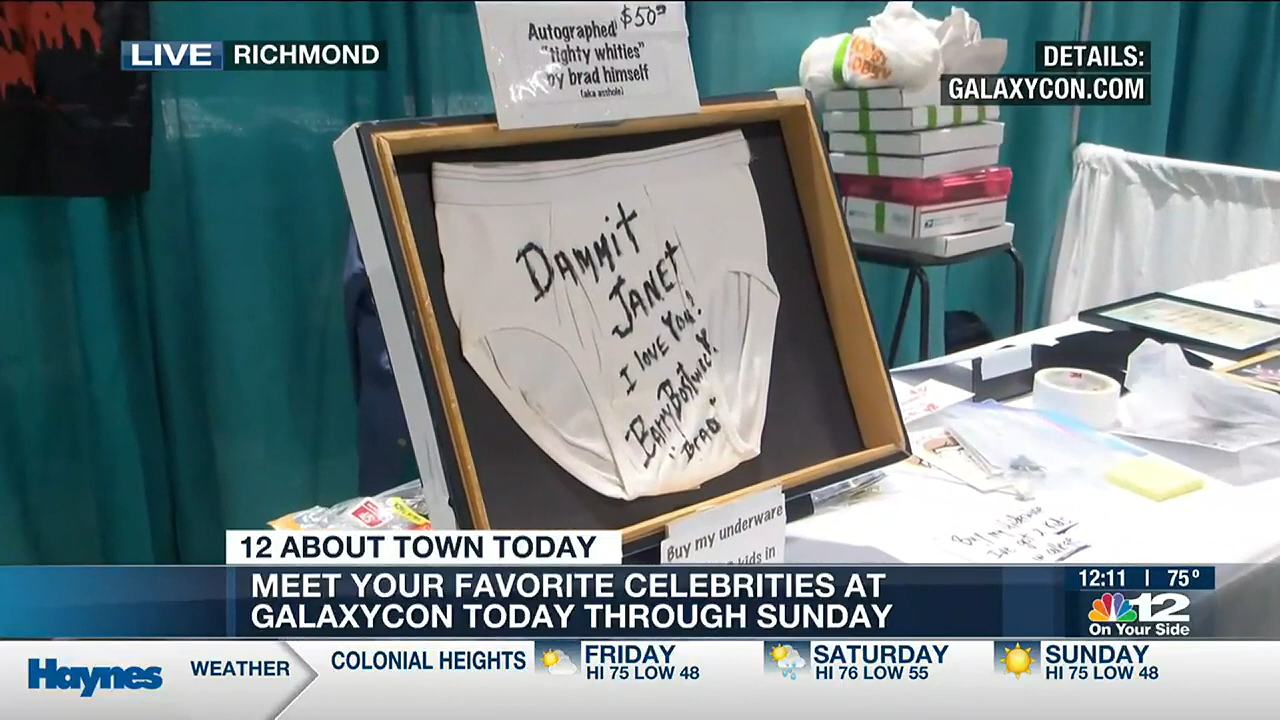 LIVE RICHMOND
Autographed $50
"tighty whities"
by brad himself
(aka asshole)
DETAILS:
GALAXYCON.COM
DAMMIT
JANET
I love You!
Barry Bostwick
"BRAD"
Buy my underware
kids in
12 ABOUT TOWN TODAY
MEET YOUR FAVORITE CELEBRITIES AT
GALAXYCON TODAY THROUGH SUNDAY
12:11 | 75°
12
On Your Side
Haynes WEATHER
COLONIAL HEIGHTS
FRIDAY
HI 75 LOW 48
SATURDAY
HI 76 LOW 55
SUNDAY
HI 75 LOW 48